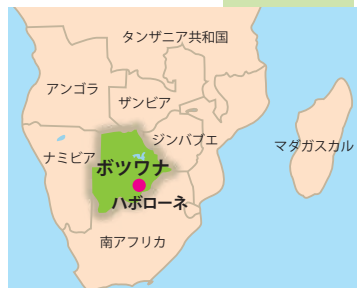 タンザニア共和国
アンゴラ
ザンビア
ジンバブエ
マダガスカル
ナミビア
ボツワナ
ハボローネ
南アフリカ